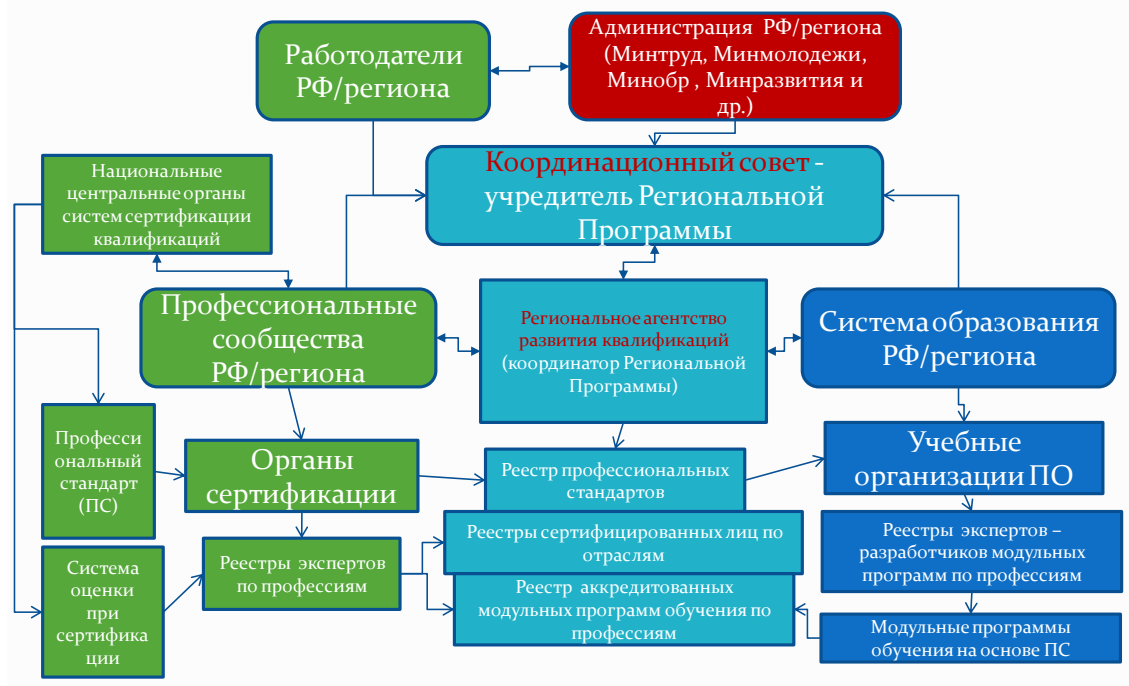 Работодатели
РФ/региона
Администрация РФ/региона
(Минтруд, Минмолодежи,
Минобр , Минразвития и
др.)
Национальные
центральные органы
систем сертификации
квалификаций
Координационный совет -
учредитель Региональной
Программы
Профессиональные
сообщества
РФ/региона
Региональное агентство
развития квалификаций
(координатор Региональной
Программы)
Система образования
РФ/региона
Професси
ональный
стандарт
(ПС)
Органы
сертификации
Реестр профессиональных
стандартов
Учебные
организации ПО
Система
оценки
при
сертифика
ции
Реестры экспертов
по профессиям
Реестры сертифицированных лиц по
отраслям
Реестр аккредитованных
модульных программ обучения по
профессиям
Реестры экспертов –
разработчиков модульных
программ по профессиям
Модульные программы
обучения на основе ПС